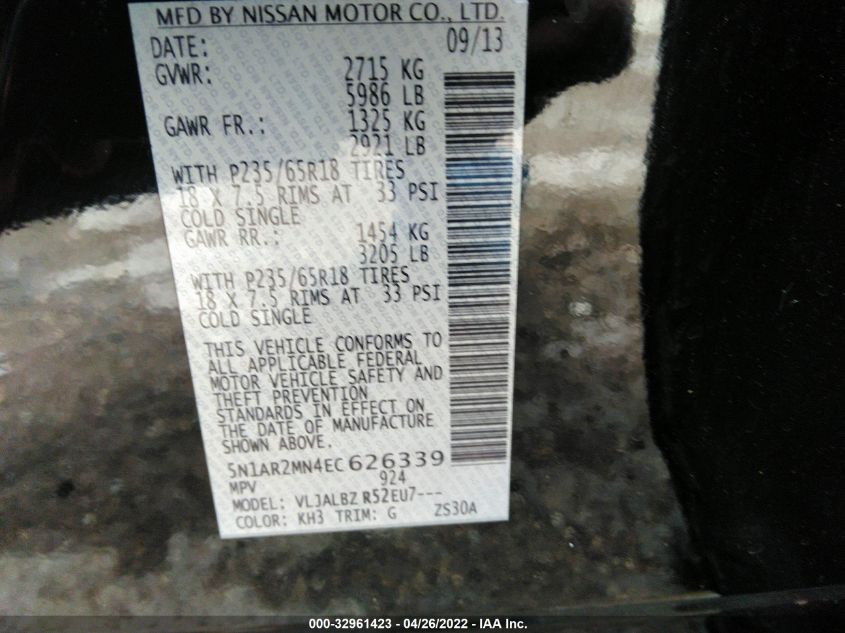 MFD BY NISSAN MOTOR CO., LTD.
DATE: 09/13
GVWR: 2715 KG
5986 LB
GAWR FR.: 1325 KG
2921 LB
WITH P235/65R18 TIRES
18 X 7.5 RIMS AT 33 PSI
COLD SINGLE
GAWR RR.: 1454 KG
3205 LB
WITH P235/65R18 TIRES
18 X 7.5 RIMS AT 33 PSI
COLD SINGLE
THIS VEHICLE CONFORMS TO
ALL APPLICABLE FEDERAL
MOTOR VEHICLE SAFETY AND
THEFT PREVENTION
STANDARDS IN EFFECT ON
THE DATE OF MANUFACTURE
SHOWN ABOVE.
5N1AR2MN4EC626339
MPV 924
MODEL: VLJALBZ R52EU7---
COLOR: KH3 TRIM: G ZS30A
000-32961423 - 04/26/2022 - IAA Inc.